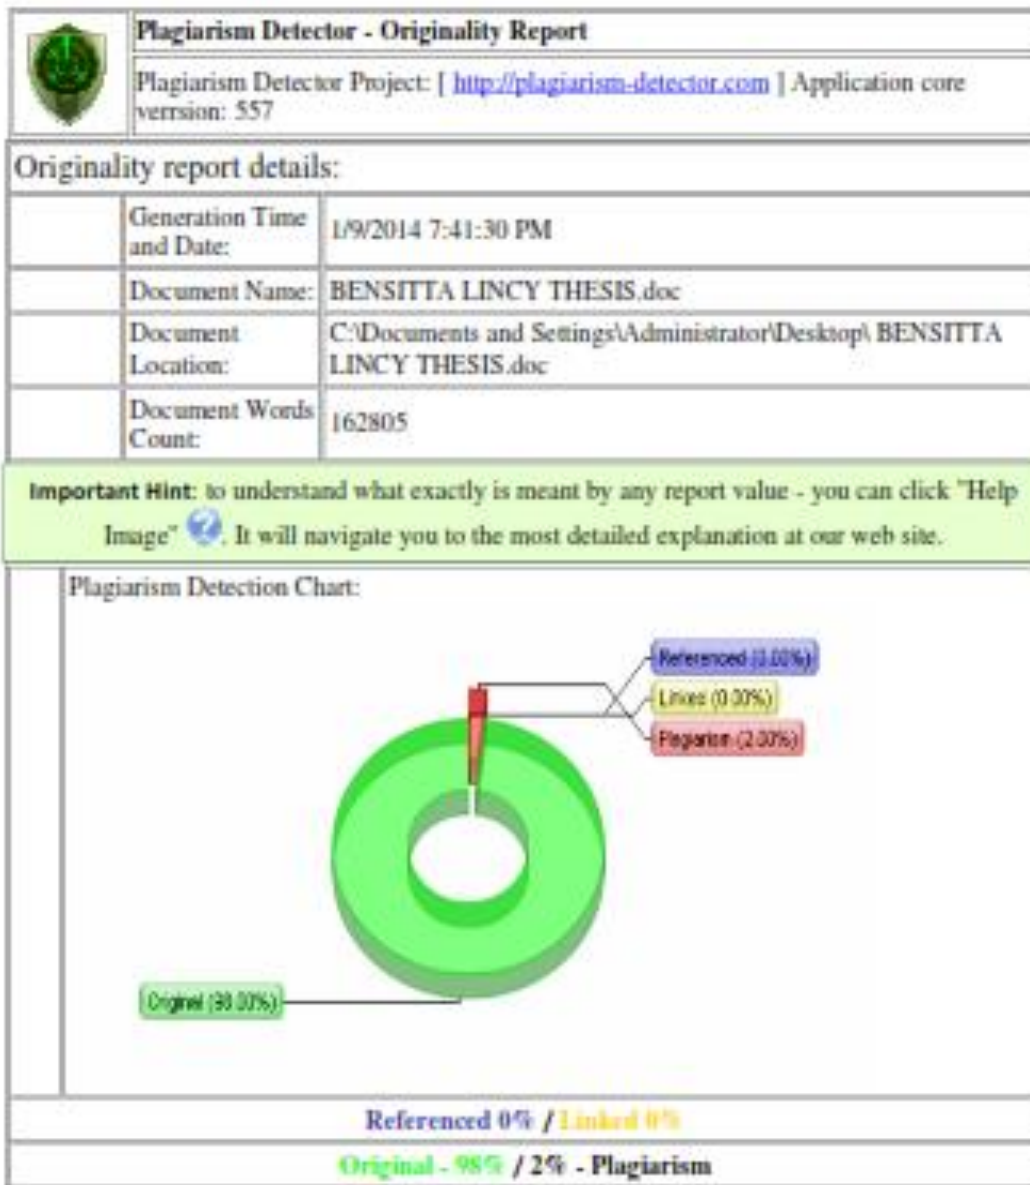 Plagiarism Detector - Originality Report
Plagiarism Detector Project: [ http://plagiarism-detector.com ] Application core
verrsion: 557
Originality report details:
Generation Time
and Date:
1/9/2014 7:41:30 PM
Document Name:
BENSITTA LINCY THESIS.doc
Document
Location:
C:\Documents and Settings\Administrator\Desktop\ BENSITTA
LINCY THESIS.doc
Document Words
Count:
162805
Important Hint: to understand what exactly is meant by any report value - you can click "Help
Image" ?. It will navigate you to the most detailed explanation at our web site.
Plagiarism Detection Chart:
Referenced (0.00%)
Linked (0.00%)
Plagiarism (2.00%)
Original (98.00%)
Referenced 0% / Linked 0%
Original - 98% / 2% - Plagiarism